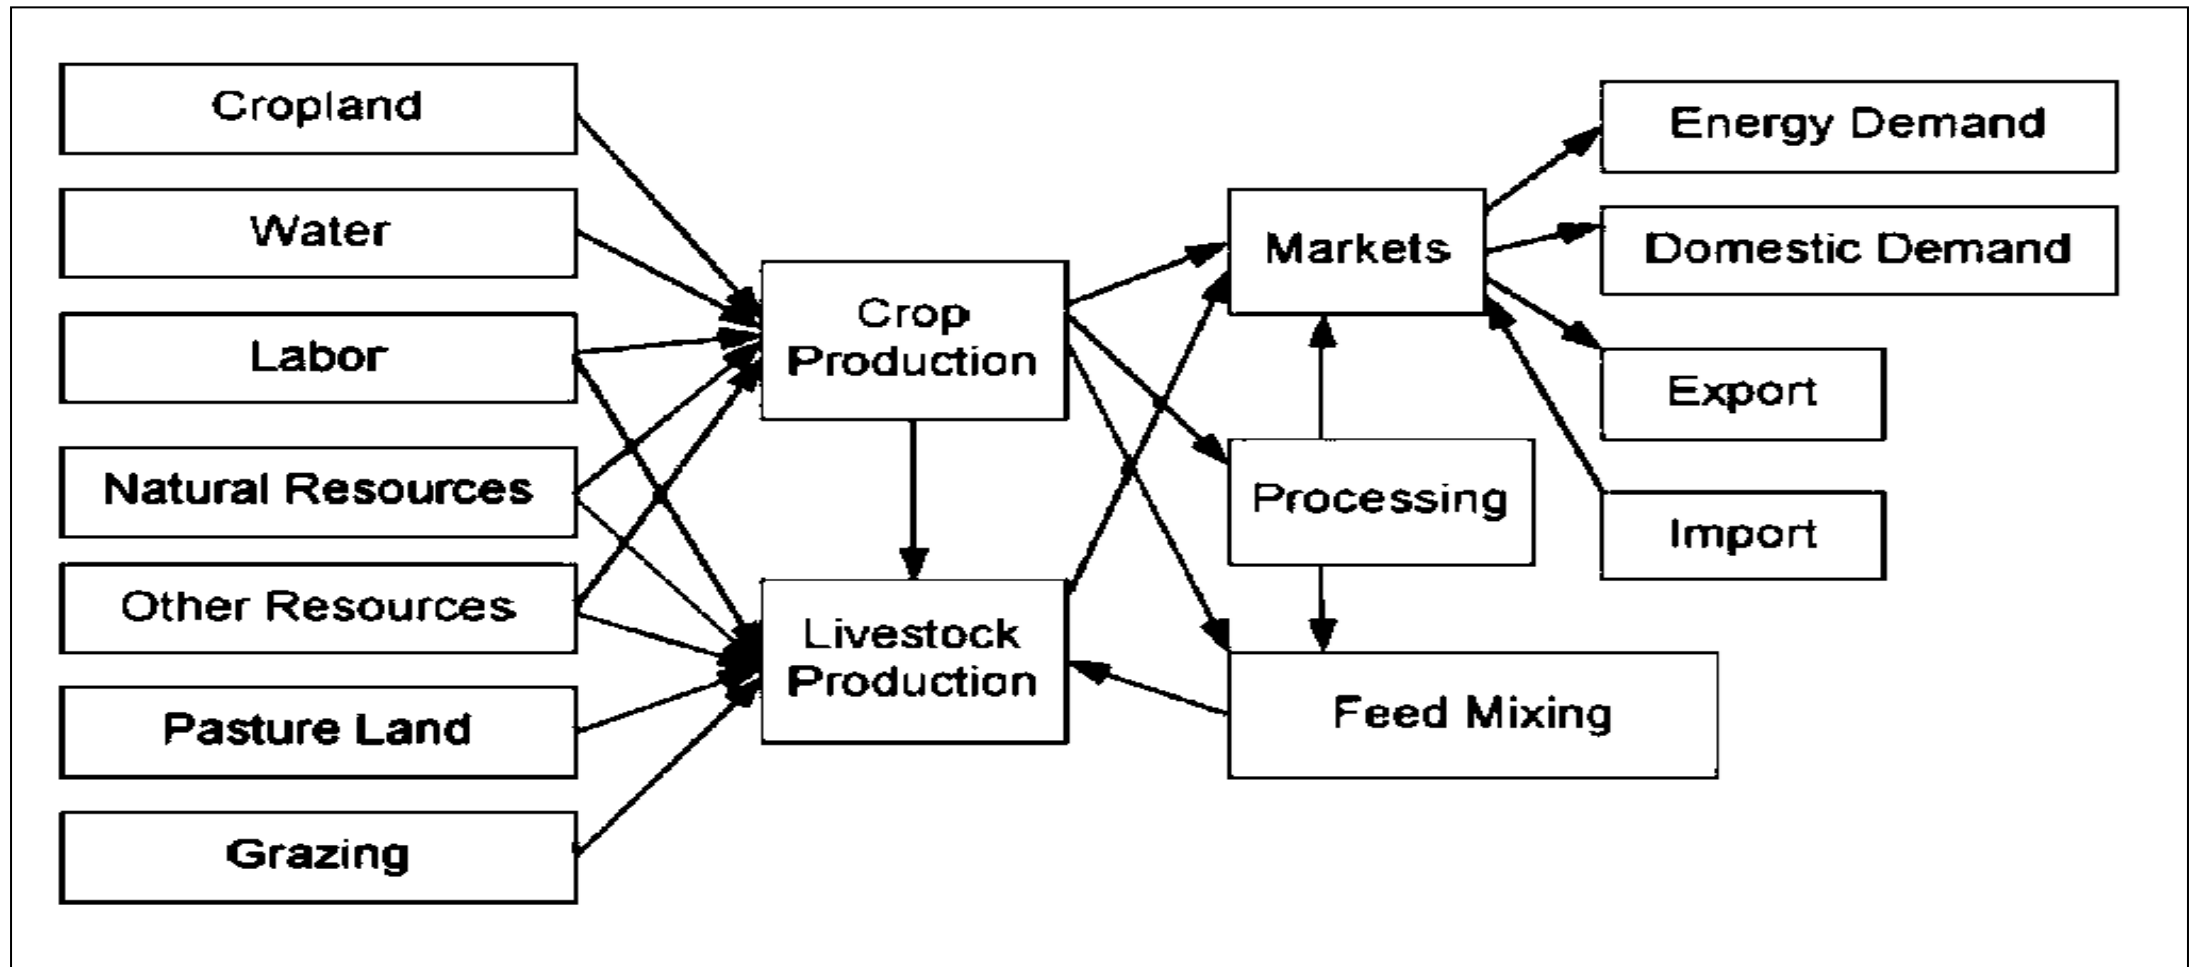 Cropland
Water
Labor
Natural Resources
Other Resources
Pasture Land
Grazing
Crop
Production
Livestock
Production
Markets
Processing
Feed Mixing
Energy Demand
Domestic Demand
Export
Import